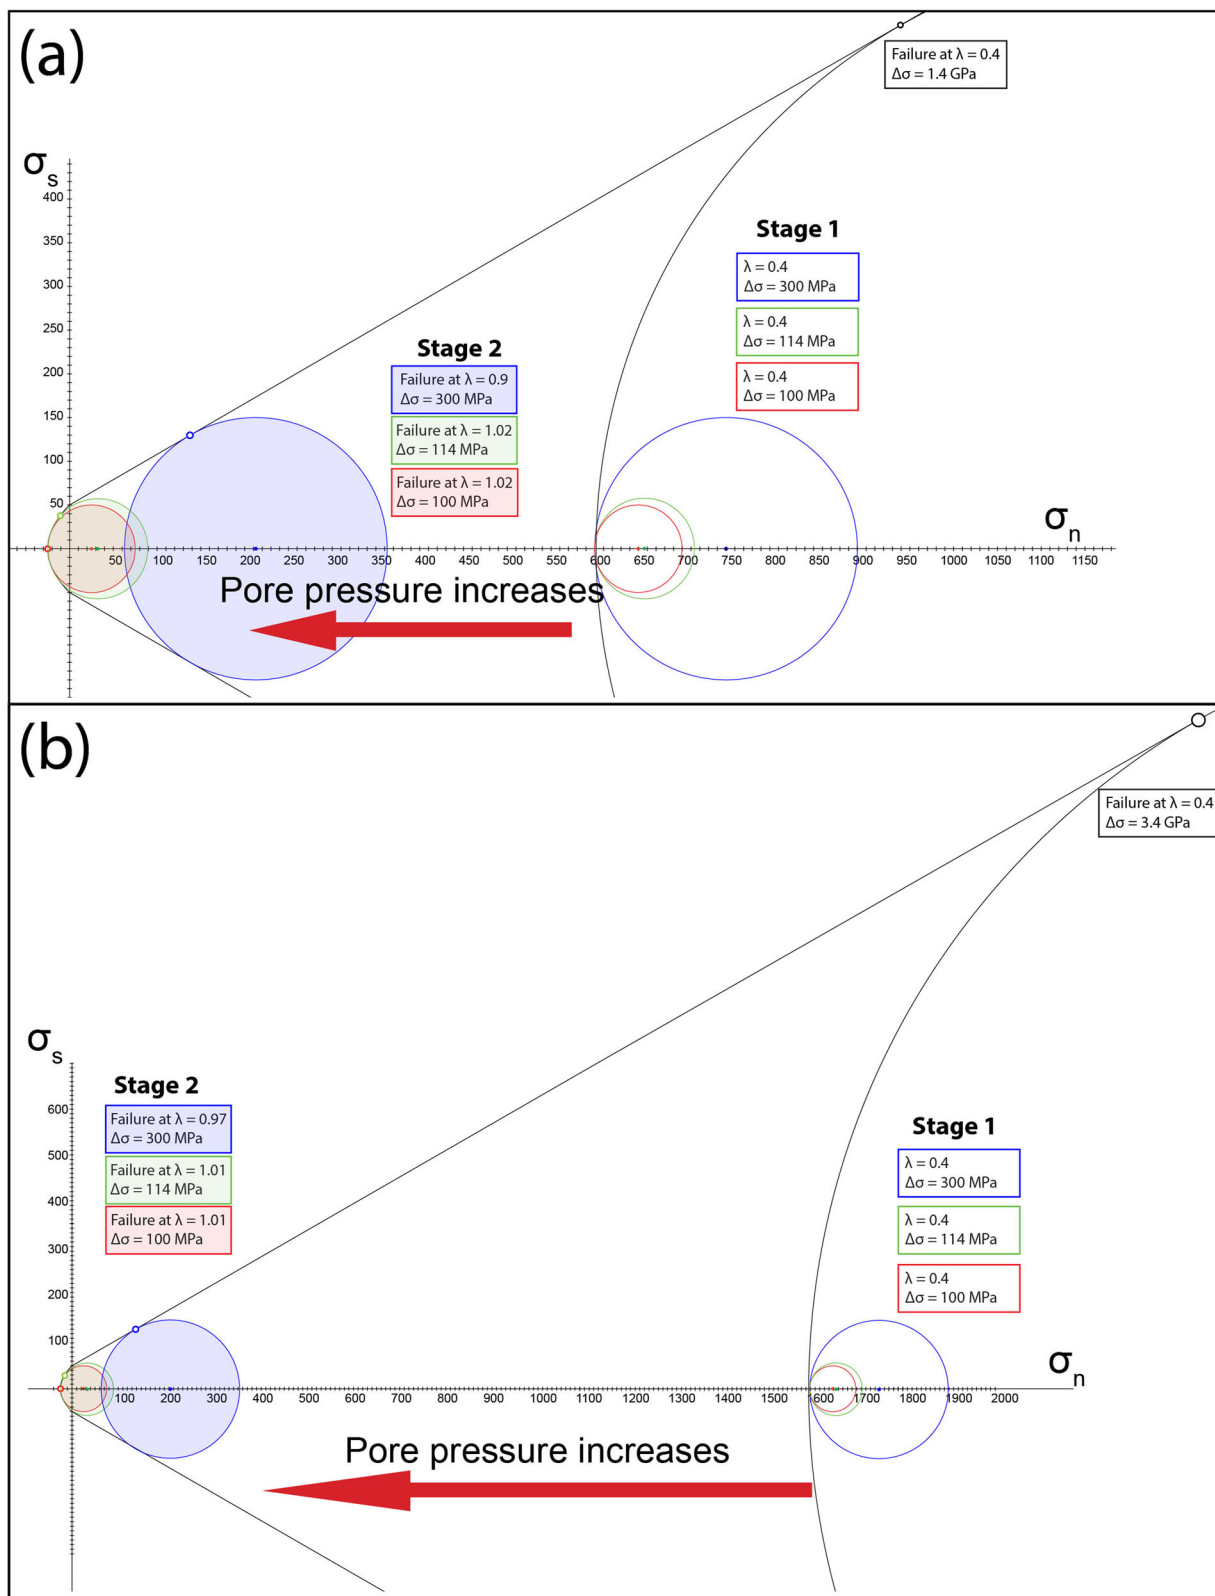 (a)
Failure at λ = 0.4
Δσ = 1.4 GPa
σs
400
350
300
250
200
150
100
50
Stage 1
λ = 0.4
Δσ = 300 MPa
λ = 0.4
Δσ = 114 MPa
λ = 0.4
Δσ = 100 MPa
Stage 2
Failure at λ = 0.9
Δσ = 300 MPa
Failure at λ = 1.02
Δσ = 114 MPa
Failure at λ = 1.02
Δσ = 100 MPa
σn
50 100 150 200 250 300 350 400 450 500 550 600 650 700 750 800 850 900 950 1000 1050 1100 1150
Pore pressure increases
(b)
Failure at λ = 0.4
Δσ = 3.4 GPa
σs
600
500
400
300
200
100
Stage 2
Failure at λ = 0.97
Δσ = 300 MPa
Failure at λ = 1.01
Δσ = 114 MPa
Failure at λ = 1.01
Δσ = 100 MPa
Stage 1
λ = 0.4
Δσ = 300 MPa
λ = 0.4
Δσ = 114 MPa
λ = 0.4
Δσ = 100 MPa
σn
100 200 300 400 500 600 700 800 900 1000 1100 1200 1300 1400 1500 1600 1700 1800 1900 2000
Pore pressure increases